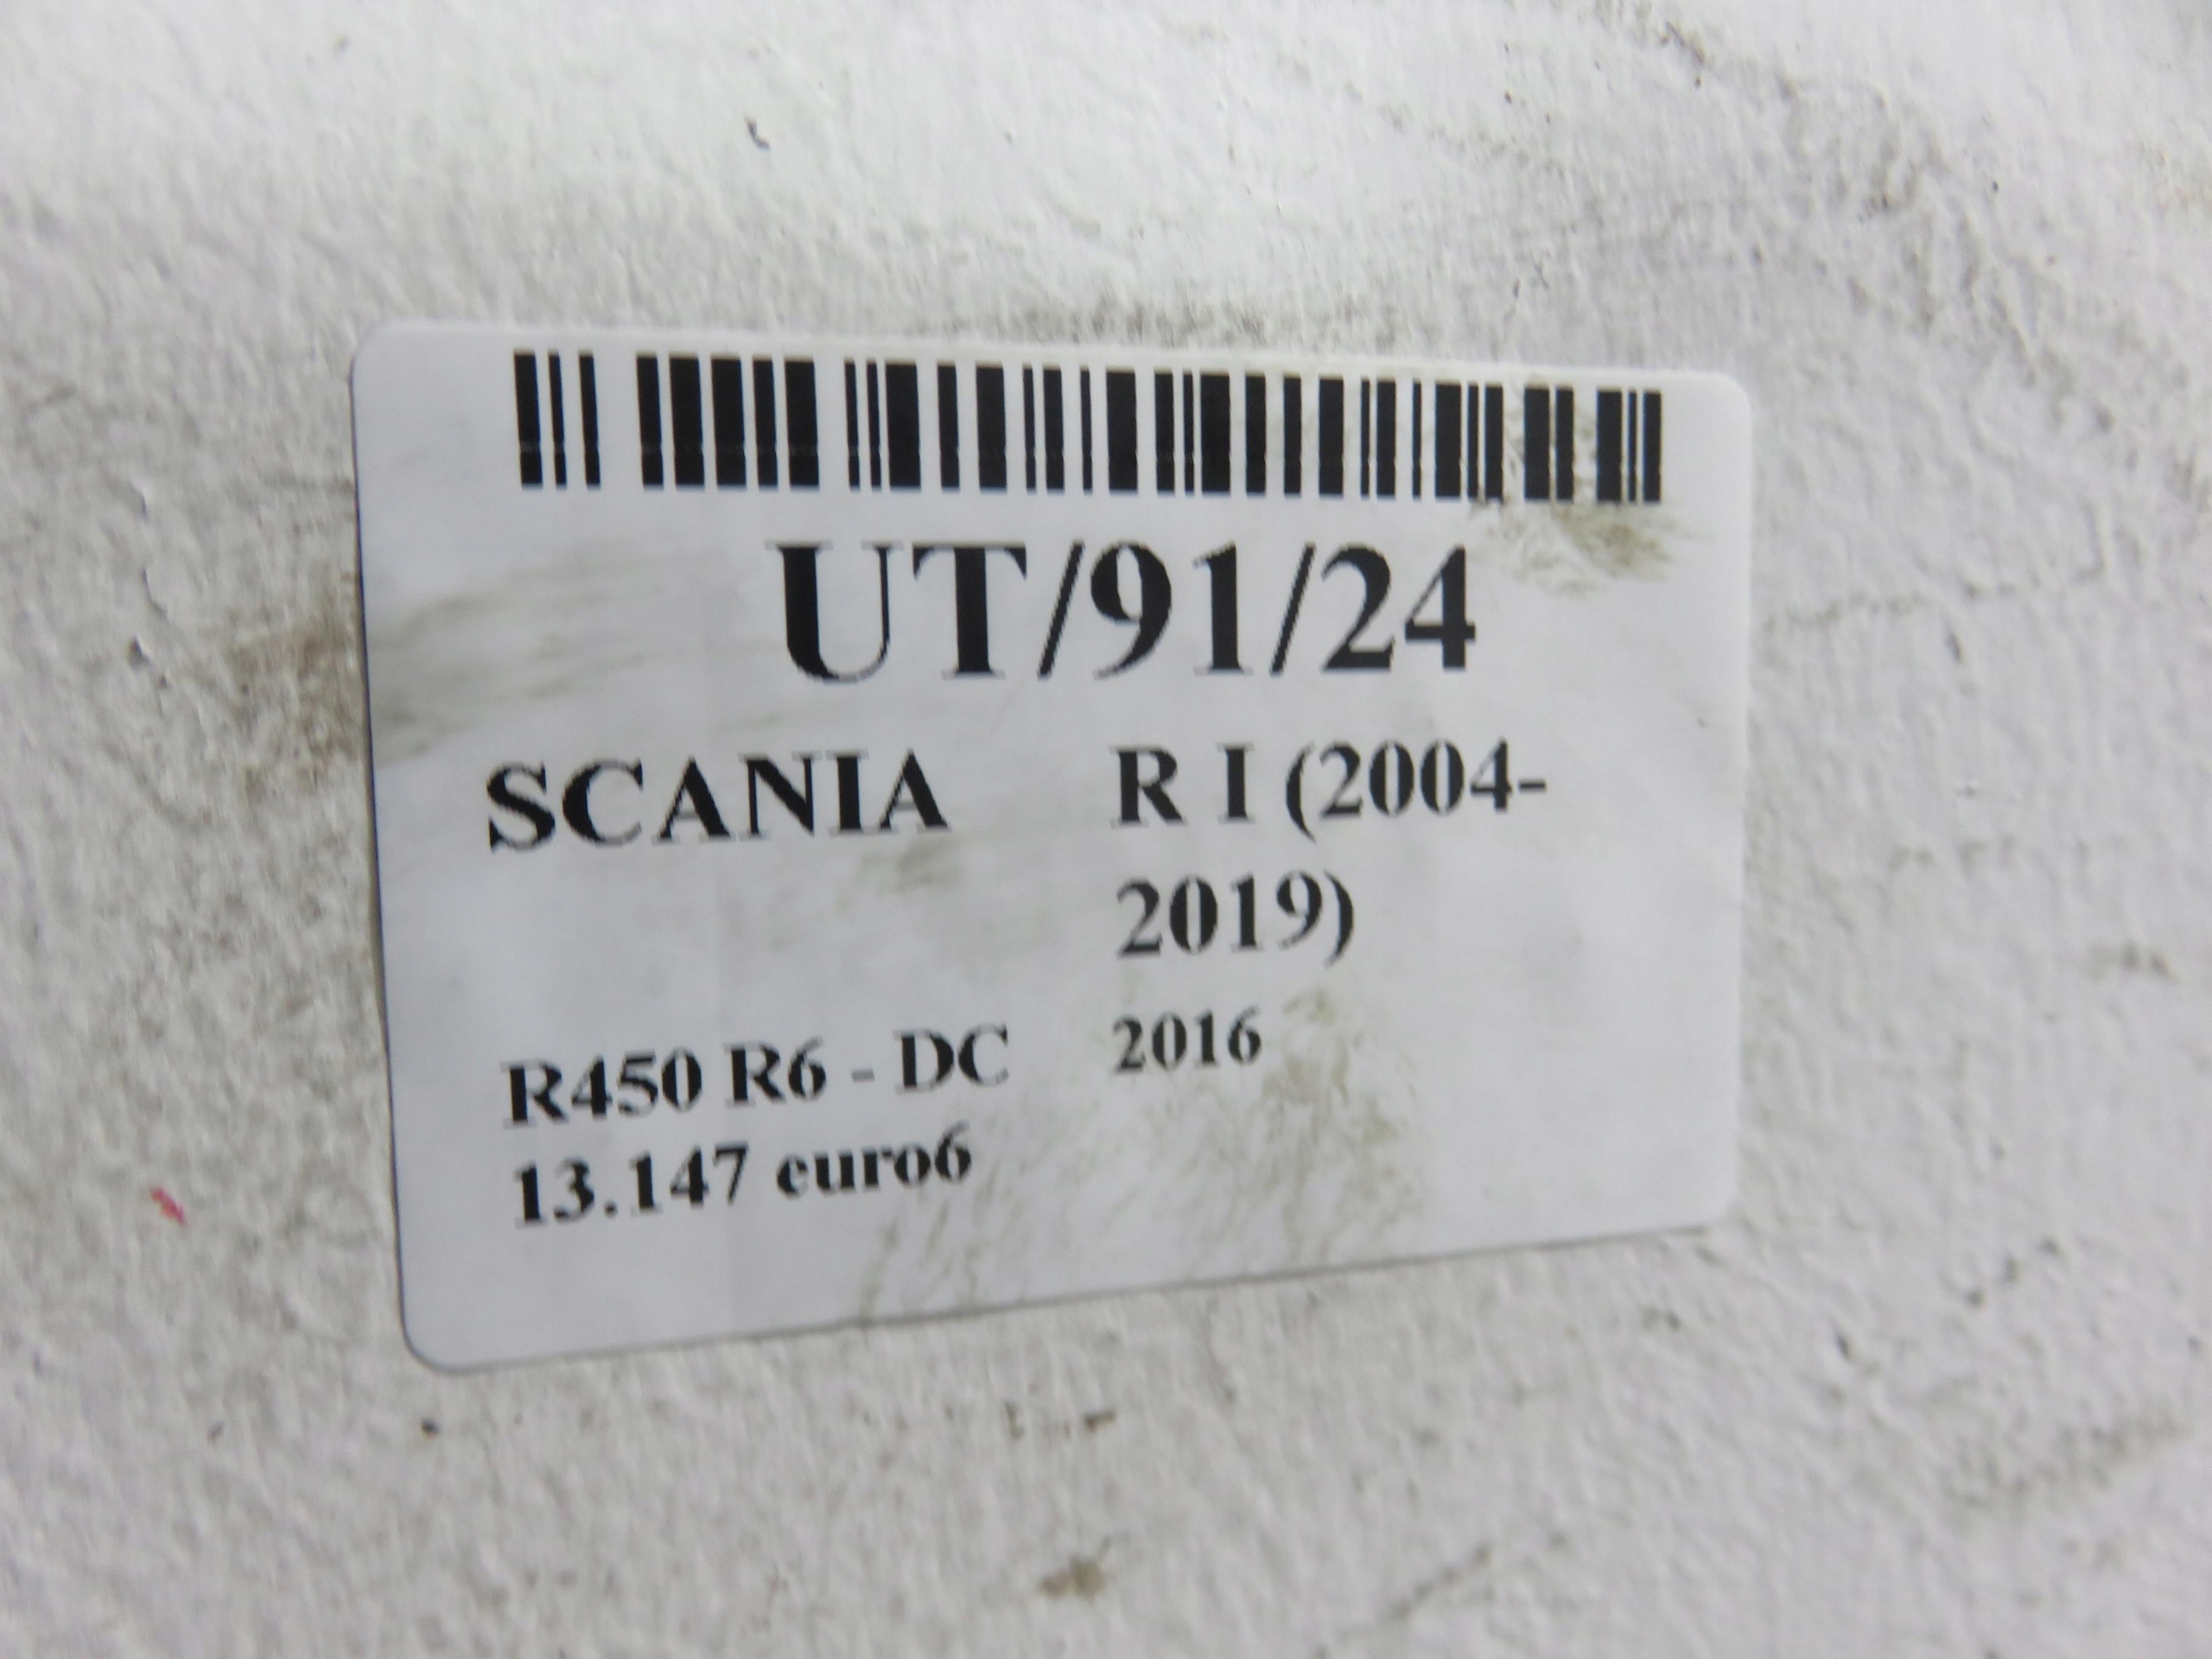 UT/91/24
SCANIA R I (2004-
2019)
R450 R6 - DC 2016
13.147 euro6